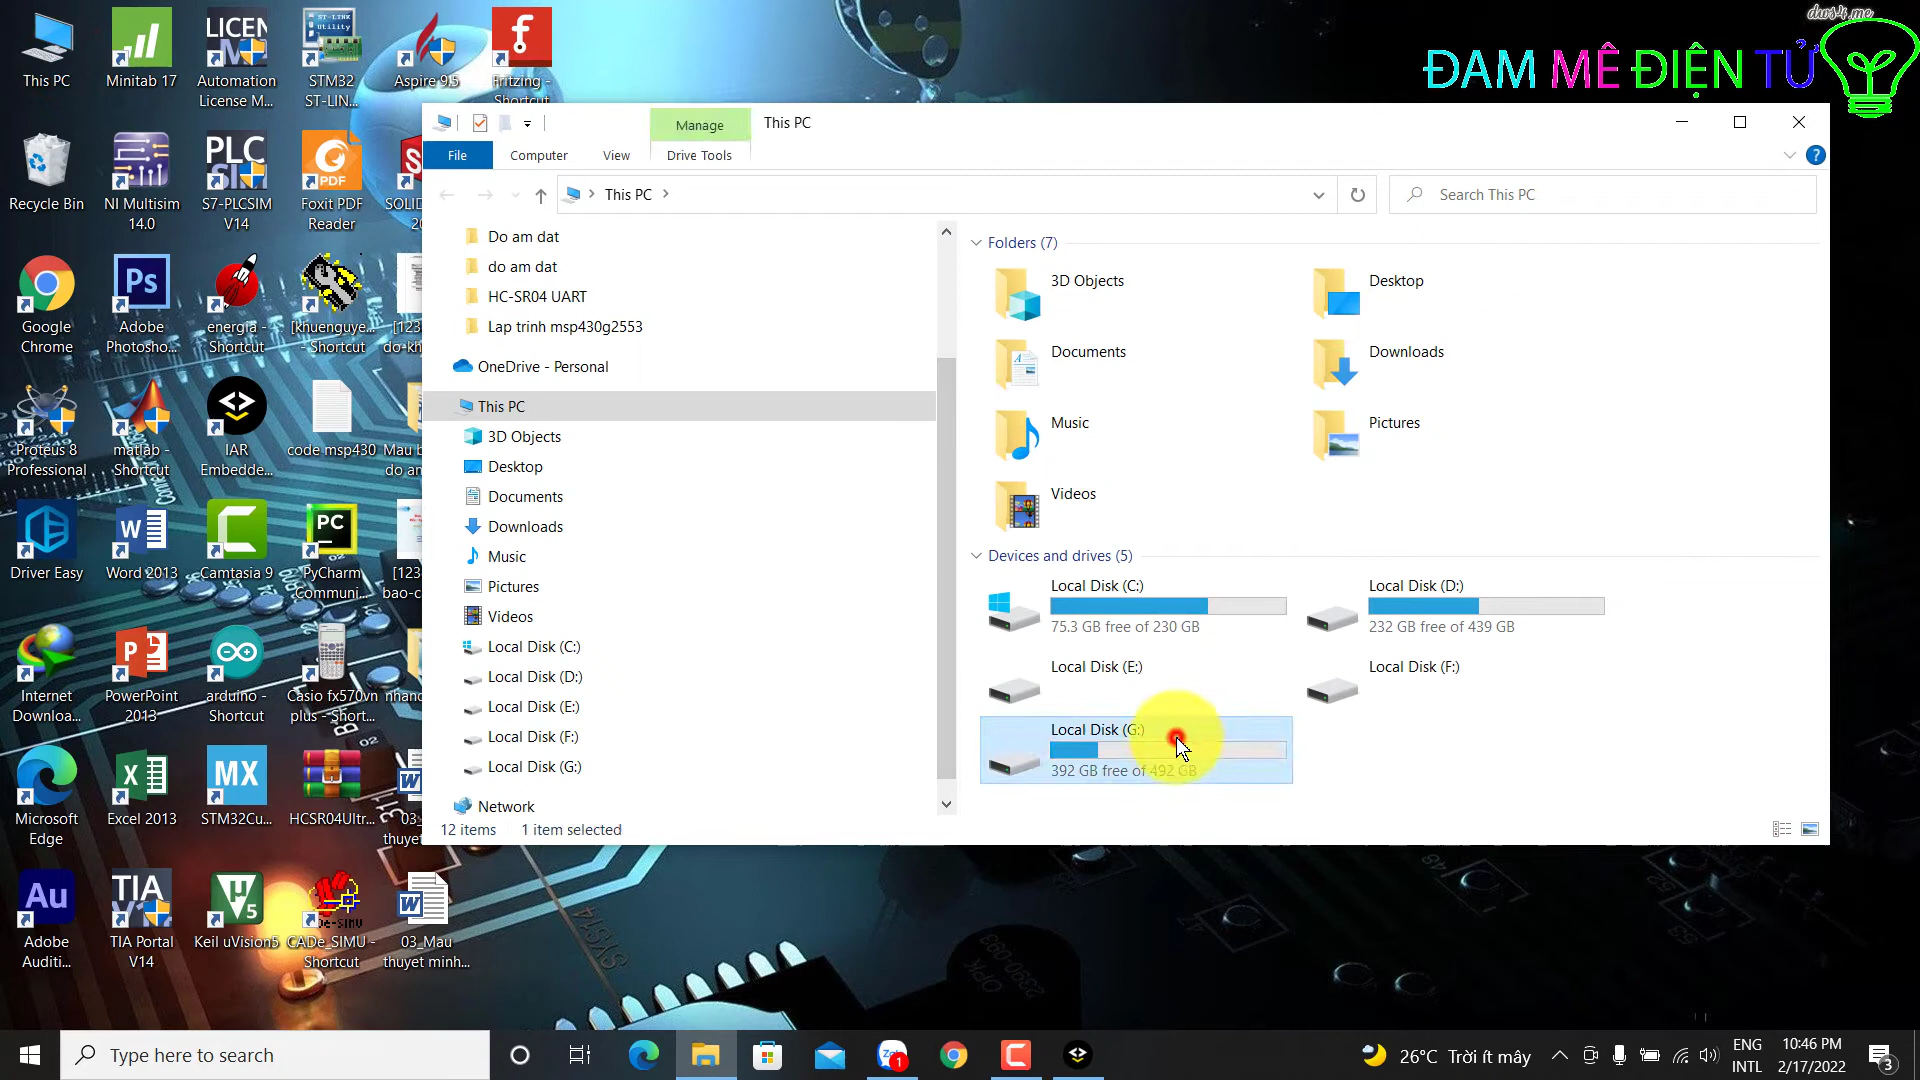 dws4.me
ĐAM MÊ ĐIỆN TỬ
This PC
Minitab 17
Automation
License M...
STM32
ST-LIN...
Aspire 9.5
Fritzing -
Shortcut
Recycle Bin
NI Multisim
14.0
S7-PLCSIM
V14
Foxit PDF
Reader
Google
Chrome
Adobe
Photosho...
energia -
Shortcut
[khuenguye...
- Shortcut
Proteus 8
Professional
matlab -
Shortcut
IAR
Embedde...
code msp430
Driver Easy
Word 2013
Camtasia 9
PyCharm
Communi...
Internet
Downloa...
PowerPoint
2013
arduino -
Shortcut
Casio fx570vn
plus - Short...
Microsoft
Edge
Excel 2013
STM32Cu...
HCSR04Ultr...
Adobe
Auditi...
TIA Portal
V14
Keil uVision5
CADe_SIMU -
Shortcut
03_Mau
thuyet minh...
Manage
This PC
File
Computer
View
Drive Tools
This PC
Search This PC
Do am dat
do am dat
HC-SR04 UART
Lap trinh msp430g2553
OneDrive - Personal
This PC
3D Objects
Desktop
Documents
Downloads
Music
Pictures
Videos
Local Disk (C:)
Local Disk (D:)
Local Disk (E:)
Local Disk (F:)
Local Disk (G:)
Network
Folders (7)
3D Objects
Desktop
Documents
Downloads
Music
Pictures
Videos
Devices and drives (5)
Local Disk (C:)
75.3 GB free of 230 GB
Local Disk (D:)
232 GB free of 439 GB
Local Disk (E:)
Local Disk (F:)
Local Disk (G:)
392 GB free of 492 GB
12 items
1 item selected
Type here to search
26°C Trời ít mây
ENG
INTL
10:46 PM
2/17/2022
3